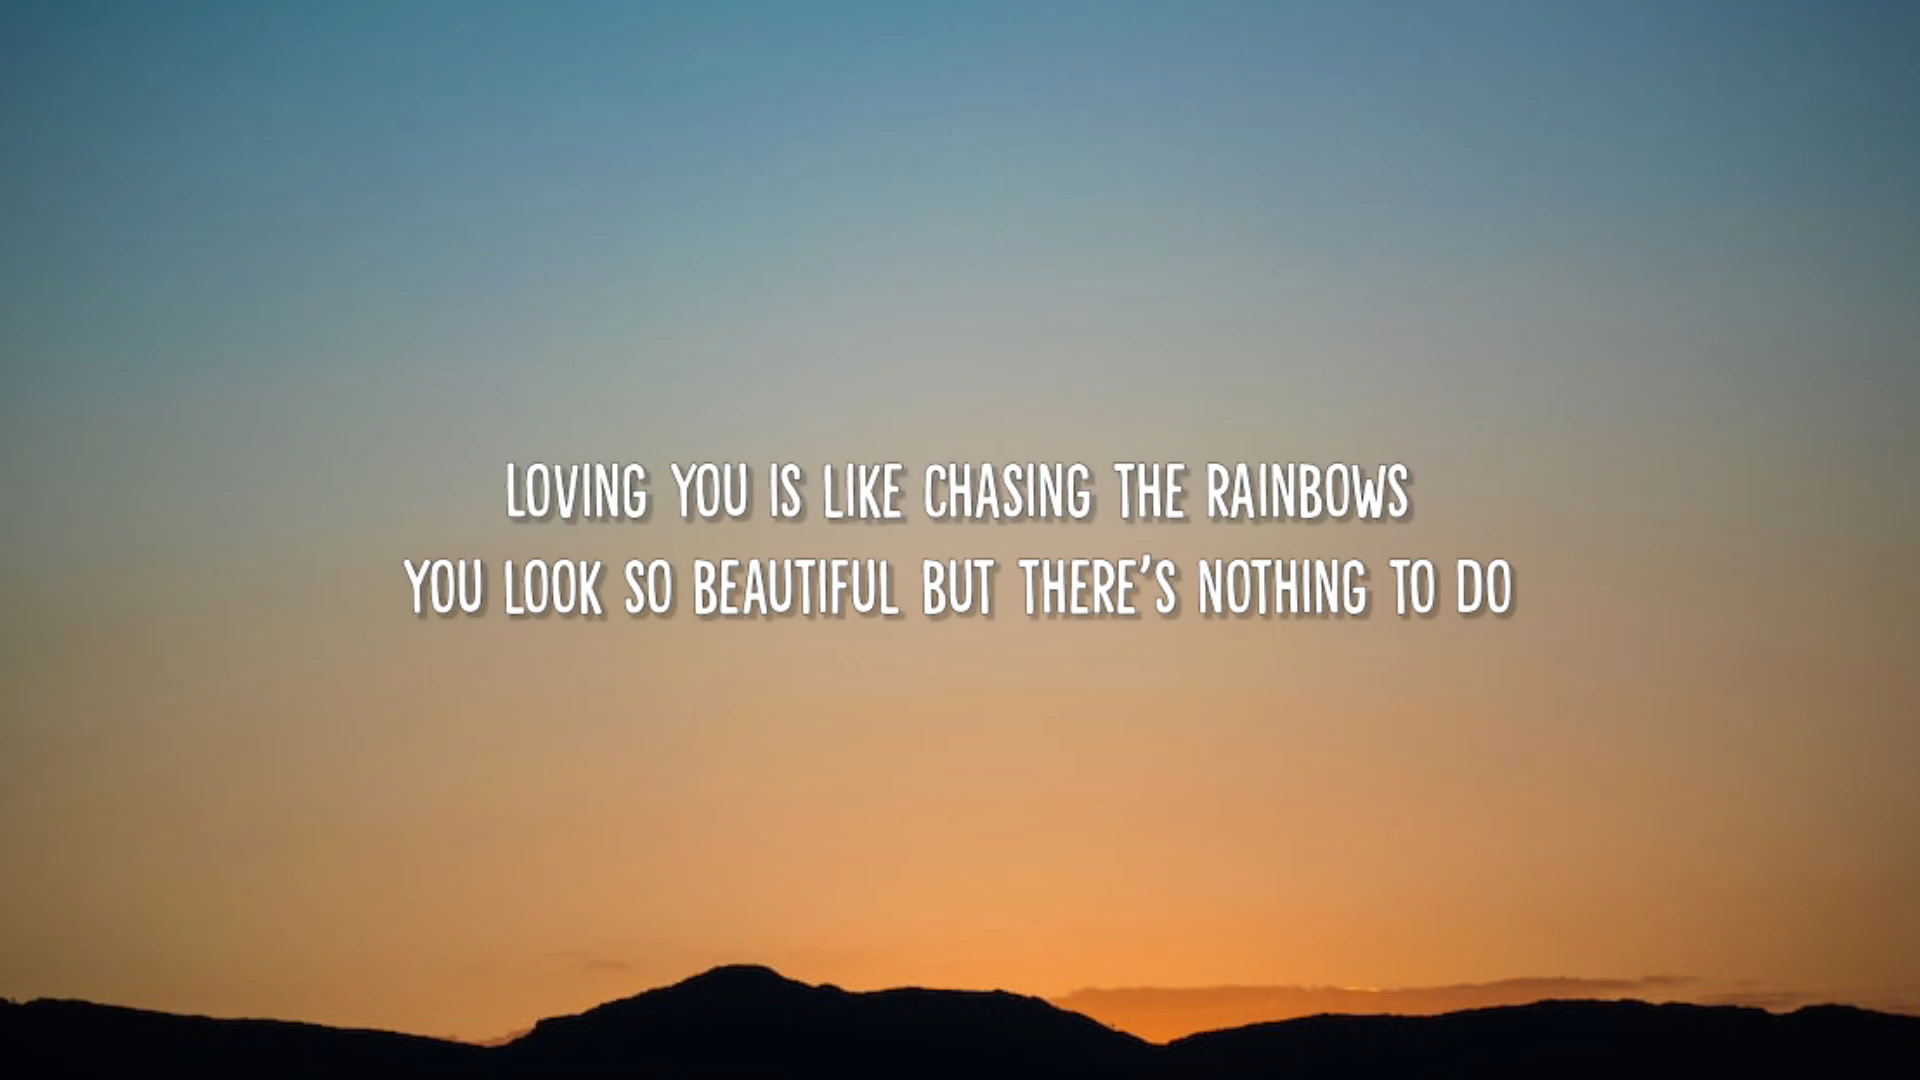 LOVING YOU IS LIKE CHASING THE RAINBOWS
YOU LOOK SO BEAUTIFUL BUT THERE'S NOTHING TO DO